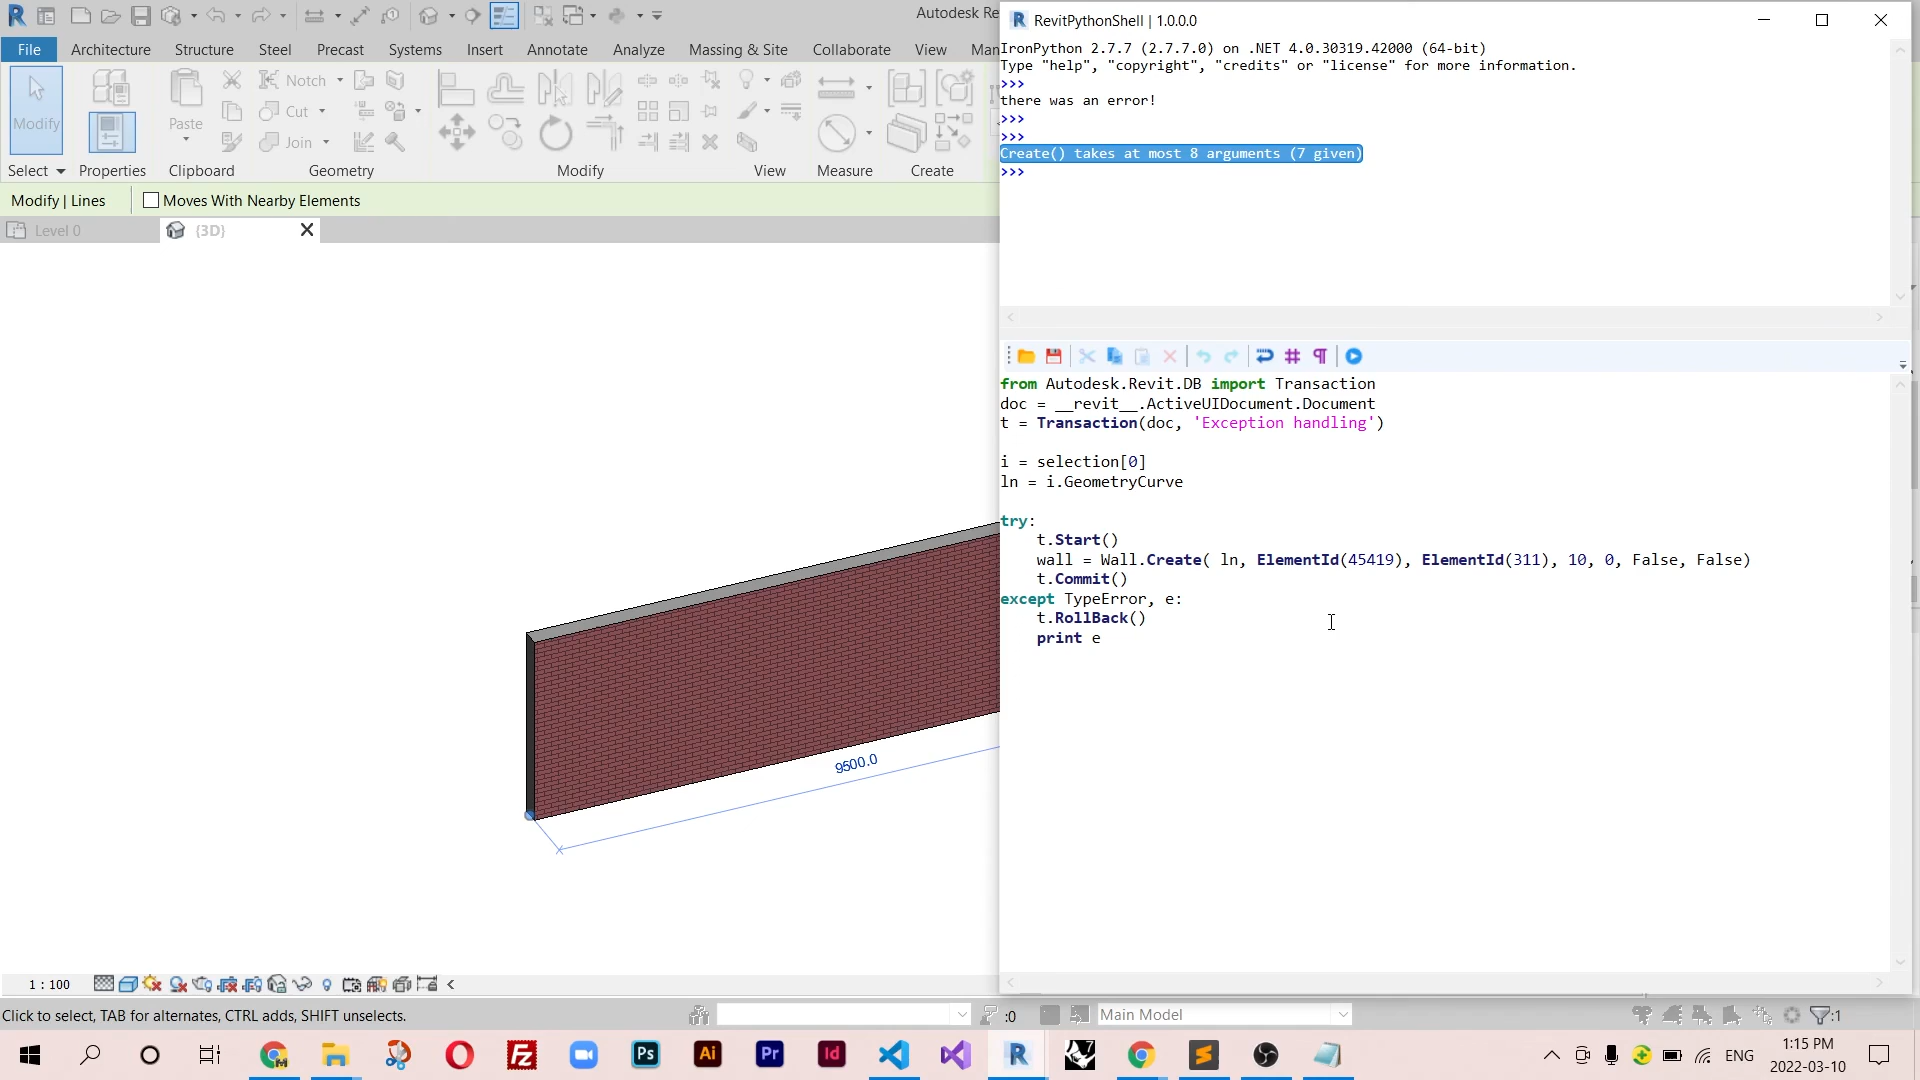 Autodesk Re
File
Architecture
Structure
Steel
Precast
Systems
Insert
Annotate
Analyze
Massing & Site
Collaborate
View
Man
Modify
Paste
Notch
Cut
Join
Select
Properties
Clipboard
Geometry
Modify
View
Measure
Create
Modify | Lines
Moves With Nearby Elements
Level 0
{3D}
9500.0
RevitPythonShell | 1.0.0.0
IronPython 2.7.7 (2.7.7.0) on .NET 4.0.30319.42000 (64-bit)
Type "help", "copyright", "credits" or "license" for more information.
>>>
there was an error!
>>>
>>>
Create() takes at most 8 arguments (7 given)
>>>
from Autodesk.Revit.DB import Transaction
doc = __revit__.ActiveUIDocument.Document
t = Transaction(doc, 'Exception handling')
i = selection[0]
ln = i.GeometryCurve
try:
t.Start()
wall = Wall.Create( ln, ElementId(45419), ElementId(311), 10, 0, False, False)
t.Commit()
except TypeError, e:
t.RollBack()
print e
1 : 100
Click to select, TAB for alternates, CTRL adds, SHIFT unselects.
:0
Main Model
:1
ENG
1:15 PM
2022-03-10